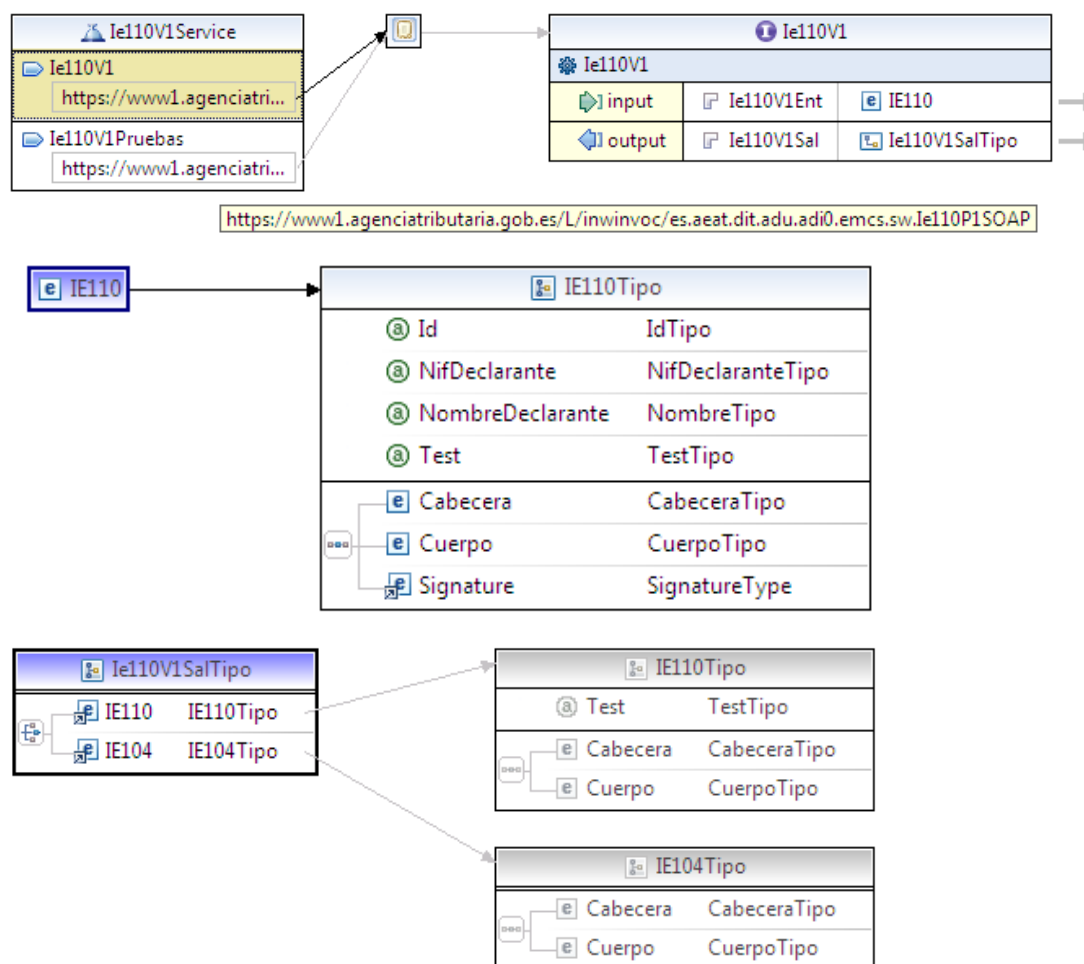 Ie110V1Service
Ie110V1
Ie110V1
https://www1.agenciatri...
Ie110V1
input Ie110V1Ent IE110
Ie110V1Pruebas
https://www1.agenciatri...
output Ie110V1Sal Ie110V1SalTipo
https://www1.agenciatributaria.gob.es/L/inwinvoc/es.aeat.dit.adu.adi0.emcs.sw.Ie110P1SOAP
IE110
IE110Tipo
Id IdTipo
NifDeclarante NifDeclaranteTipo
NombreDeclarante NombreTipo
Test TestTipo
Cabecera CabeceraTipo
Cuerpo CuerpoTipo
Signature SignatureType
Ie110V1SalTipo
IE110 IE110Tipo
IE104 IE104Tipo
IE110Tipo
Test TestTipo
Cabecera CabeceraTipo
Cuerpo CuerpoTipo
IE104Tipo
Cabecera CabeceraTipo
Cuerpo CuerpoTipo